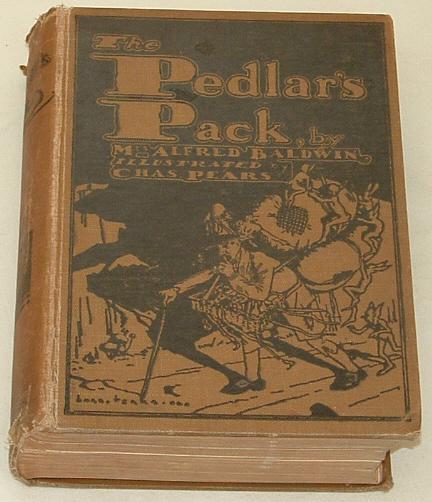 The
Pedlar's
Pack, by
Mrs ALFRED BALDWIN
ILLUSTRATED by
CHAS PEARS